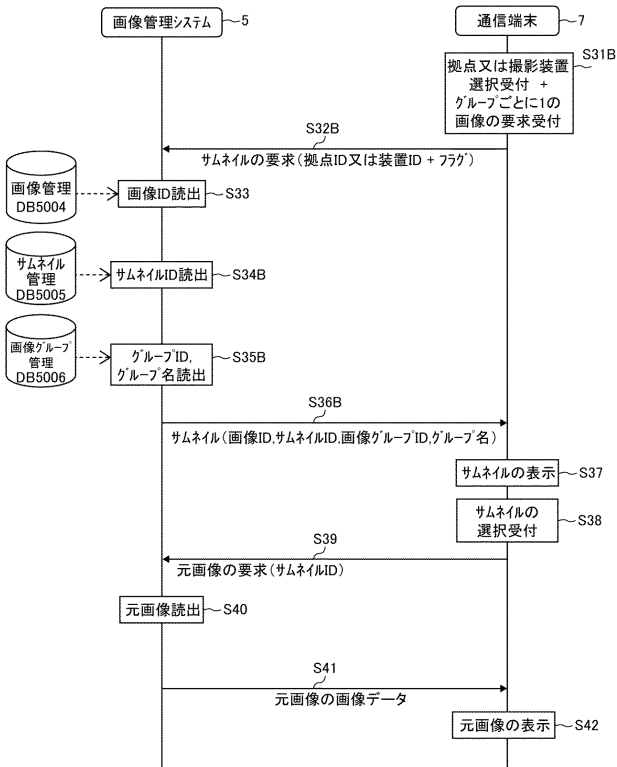 画像管理システム
5
通信端末
7
拠点又は撮影装置
選択受付 +
グループごとに1の
画像の要求受付
S31B
S32B
サムネイルの要求(拠点ID又は装置ID + フラグ)
画像管理
DB5004
画像ID読出
S33
サムネイル
管理
DB5005
サムネイルID読出
S34B
画像グループ
管理
DB5006
グループID,
グループ名読出
S35B
S36B
サムネイル(画像ID,サムネイルID,画像グループID,グループ名)
サムネイルの表示
S37
サムネイルの
選択受付
S38
S39
元画像の要求(サムネイルID)
元画像読出
S40
S41
元画像の画像データ
元画像の表示
S42